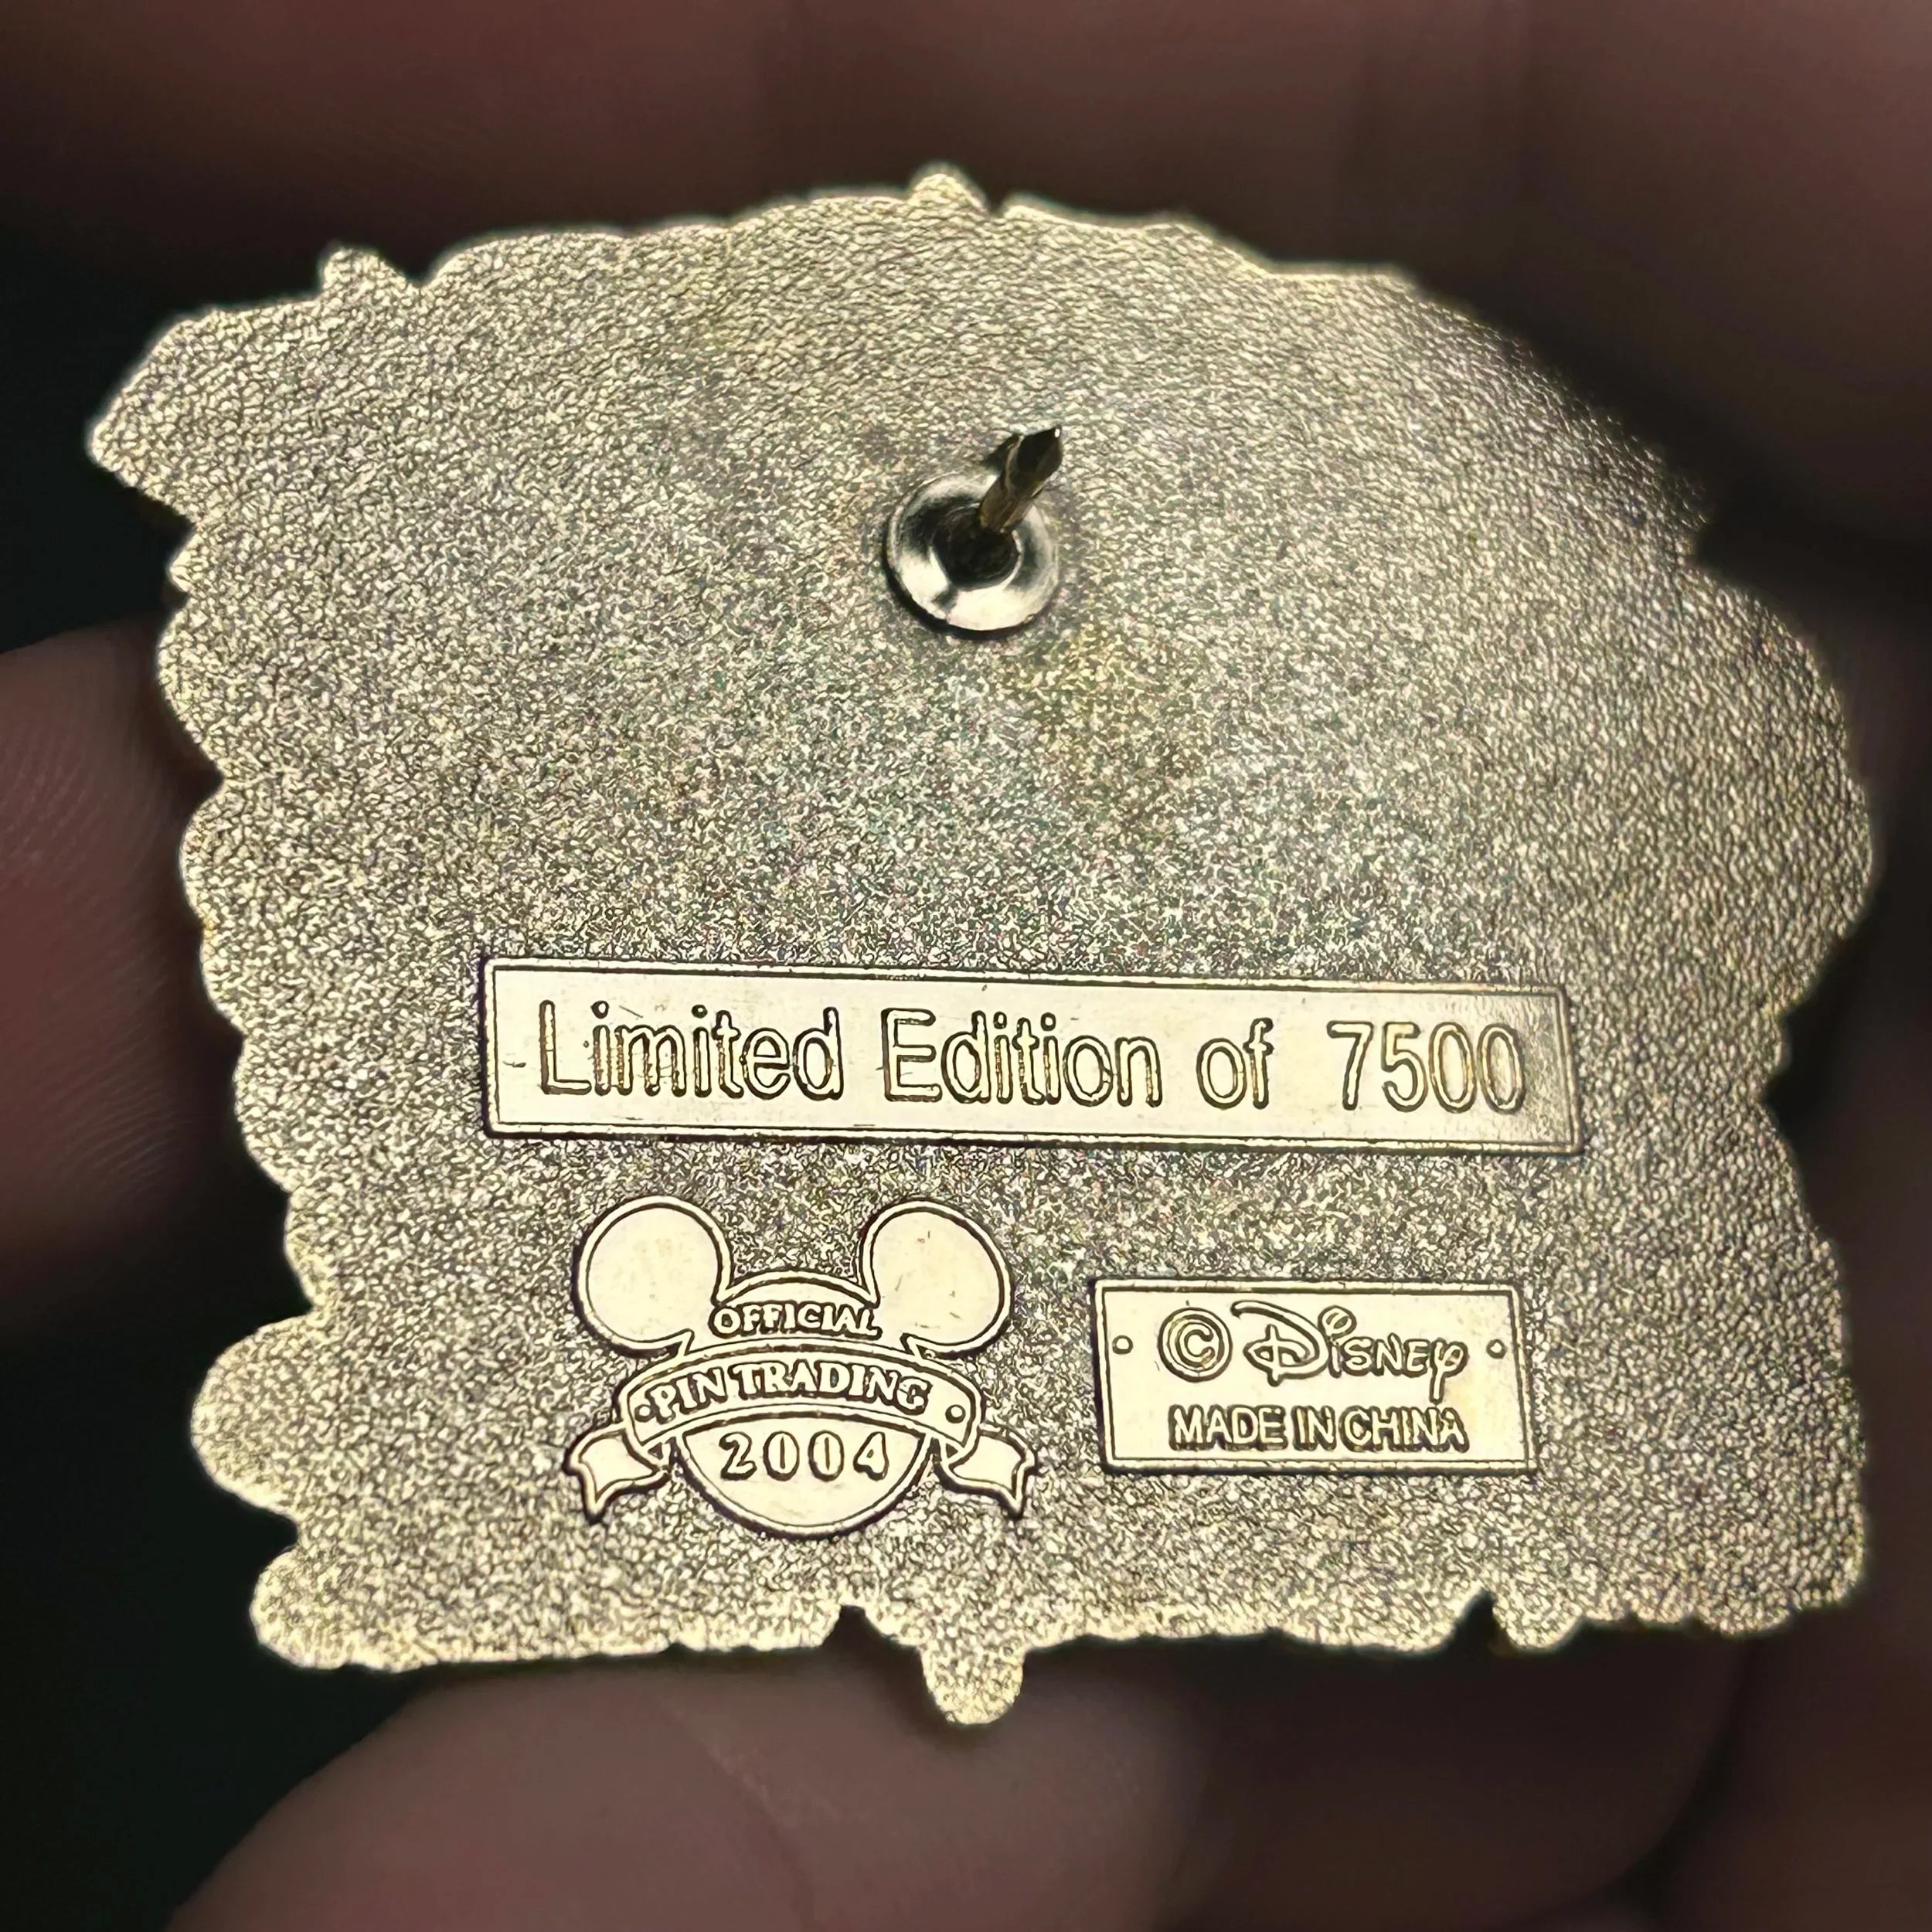 Limited Edition of 7500
OFFICIAL
PIN TRADING
2004
© Disney
MADE IN CHINA